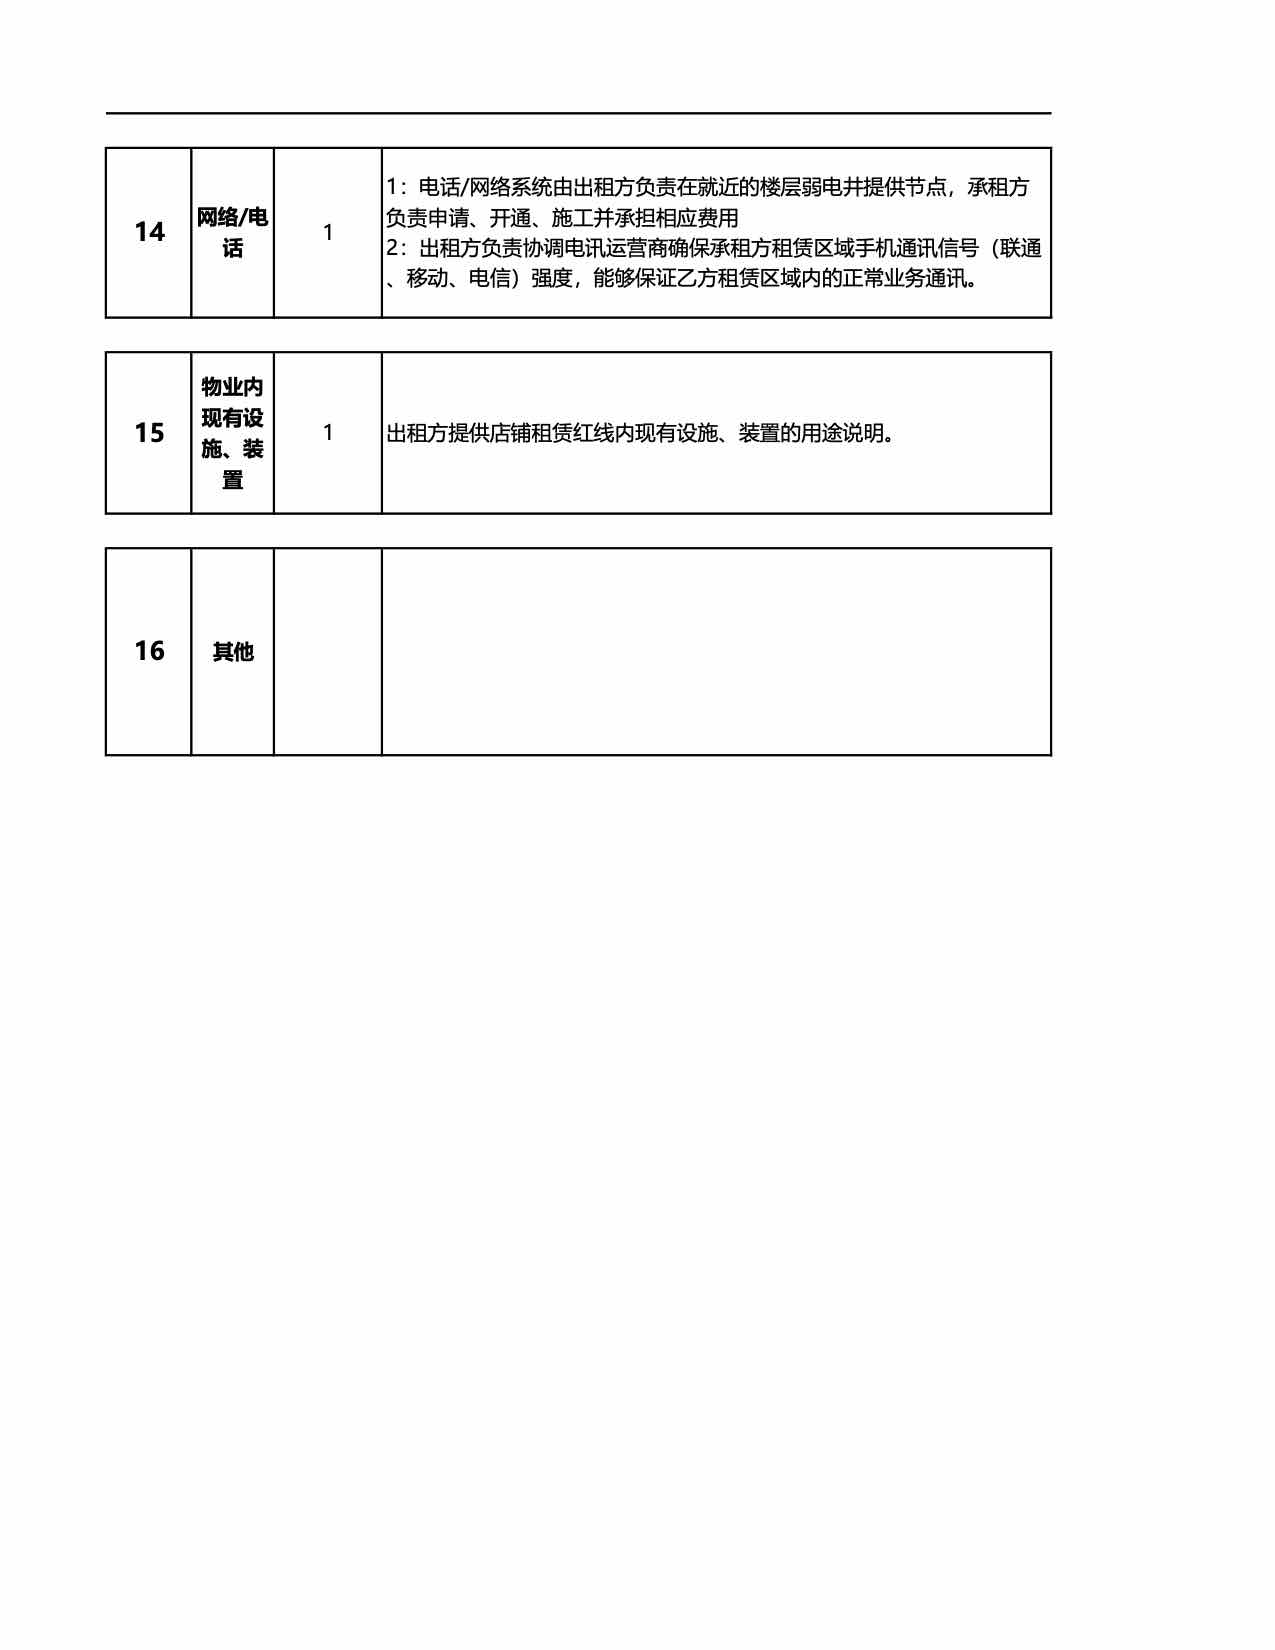 14
网络/电
话
1
1：电话/网络系统由出租方负责在就近的楼层弱电井提供节点，承租方
负责申请、开通、施工并承担相应费用
2：出租方负责协调电讯运营商确保承租方租赁区域手机通讯信号（联通
、移动、电信）强度，能够保证乙方租赁区域内的正常业务通讯。
15
物业内
现有设
施、装
置
1
出租方提供店铺租赁红线内现有设施、装置的用途说明。
16
其他